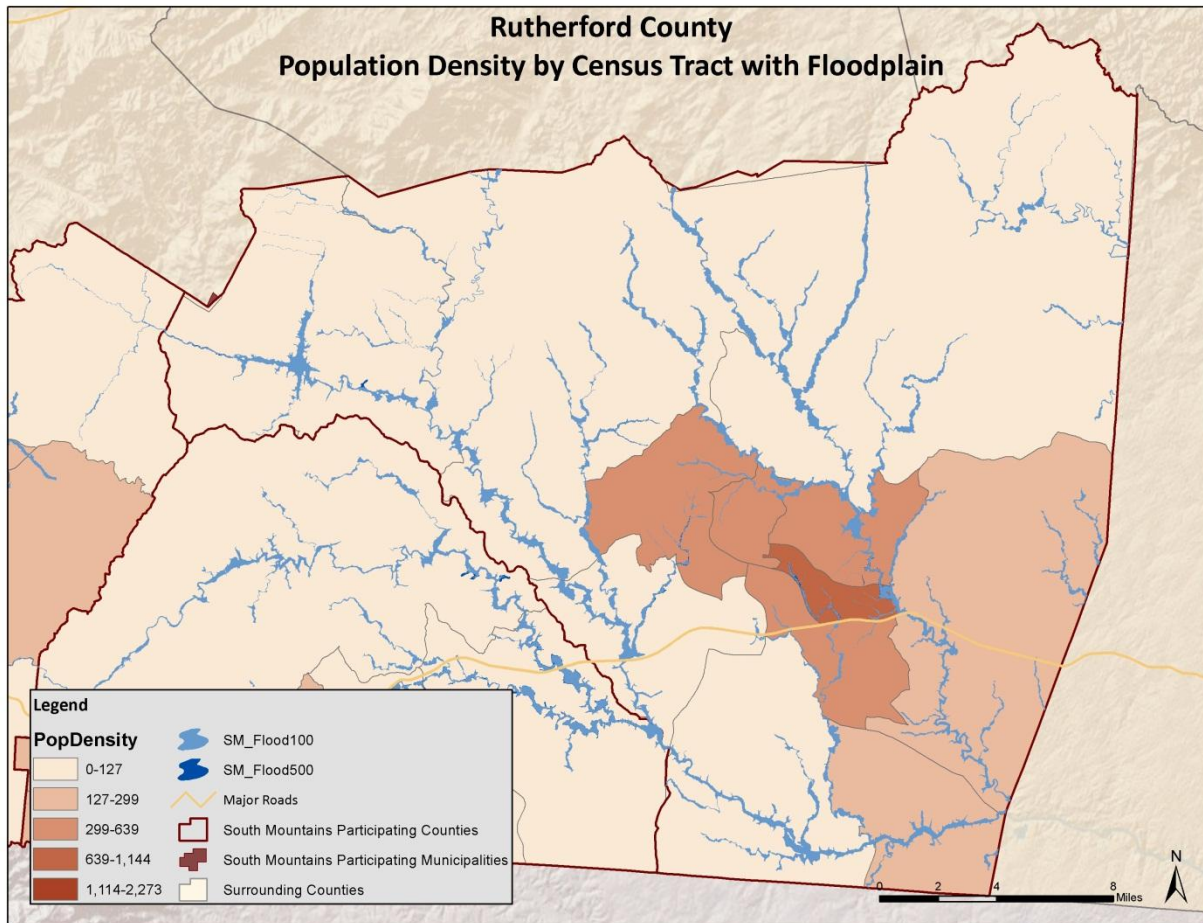 Rutherford County
Population Density by Census Tract with Floodplain
Legend
PopDensity
0-127
127-299
299-639
639-1,144
1,114-2,273
SM_Flood100
SM_Flood500
Major Roads
South Mountains Participating Counties
South Mountains Participating Municipalities
Surrounding Counties
N
0 2 4 8
Miles